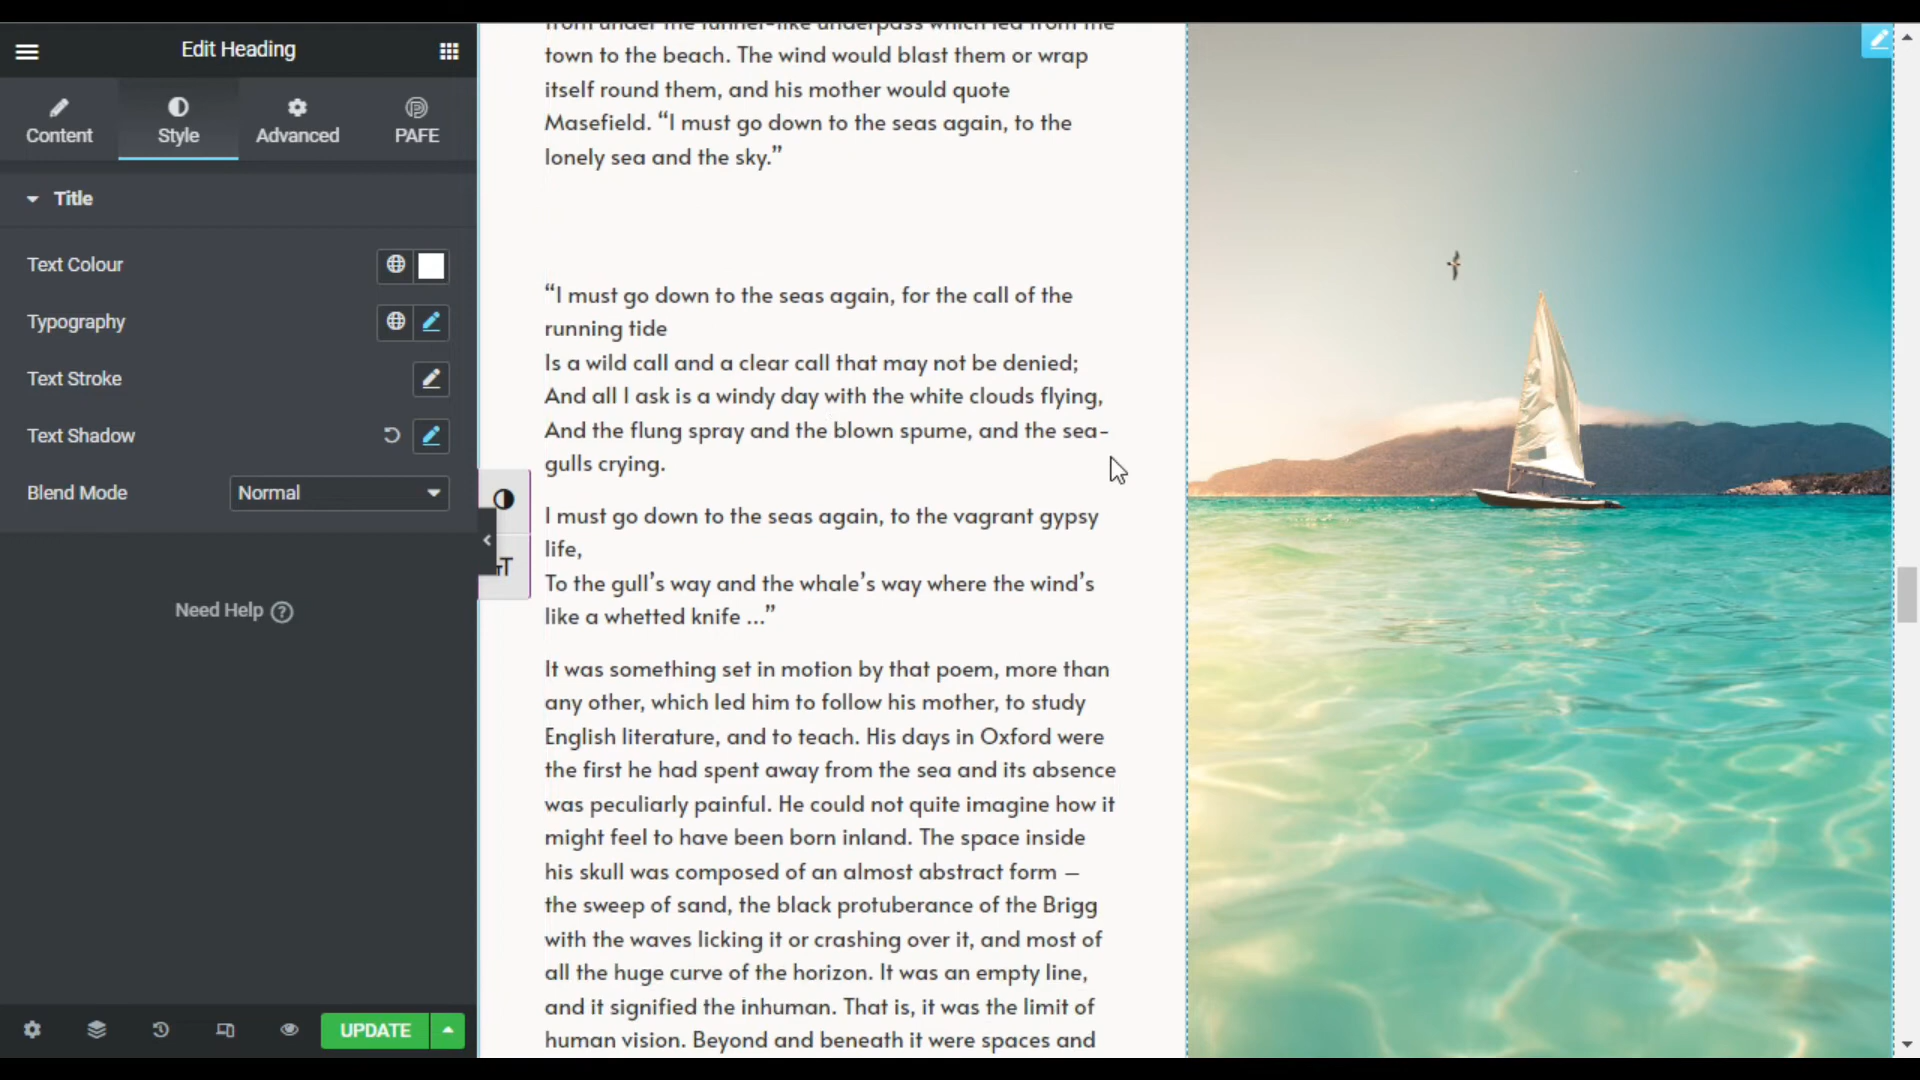 Edit Heading
Content
Style
Advanced
PAFE
Title
Text Colour
Typography
Text Stroke
Text Shadow
Blend Mode
Normal
Need Help
UPDATE
from under the tunnel-like underpass which led from the
town to the beach. The wind would blast them or wrap
itself round them, and his mother would quote
Masefield. “I must go down to the seas again, to the
lonely sea and the sky.”
“I must go down to the seas again, for the call of the
running tide
Is a wild call and a clear call that may not be denied;
And all I ask is a windy day with the white clouds flying,
And the flung spray and the blown spume, and the sea-
gulls crying.
I must go down to the seas again, to the vagrant gypsy
life,
To the gull’s way and the whale’s way where the wind’s
like a whetted knife …”
It was something set in motion by that poem, more than
any other, which led him to follow his mother, to study
English literature, and to teach. His days in Oxford were
the first he had spent away from the sea and its absence
was peculiarly painful. He could not quite imagine how it
might feel to have been born inland. The space inside
his skull was composed of an almost abstract form –
the sweep of sand, the black protuberance of the Brigg
with the waves licking it or crashing over it, and most of
all the huge curve of the horizon. It was an empty line,
and it signified the inhuman. That is, it was the limit of
human vision. Beyond and beneath it were spaces and